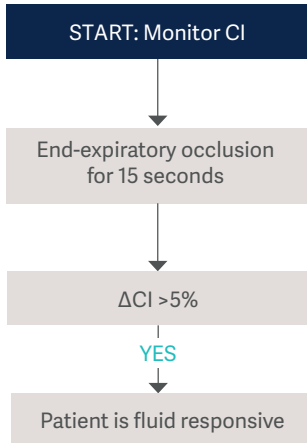 START: Monitor CI
End-expiratory occlusion
for 15 seconds
ΔCI >5%
YES
Patient is fluid responsive